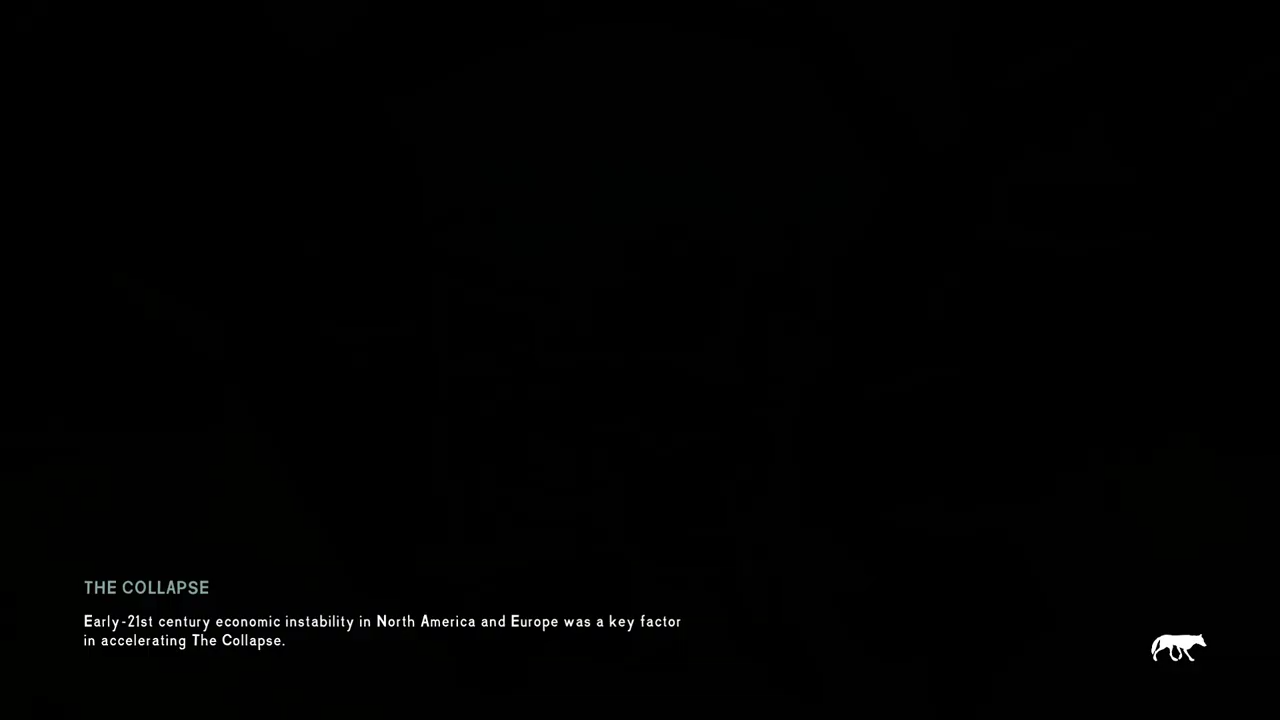 THE COLLAPSE
Early-21st century economic instability in North America and Europe was a key factor
in accelerating The Collapse.